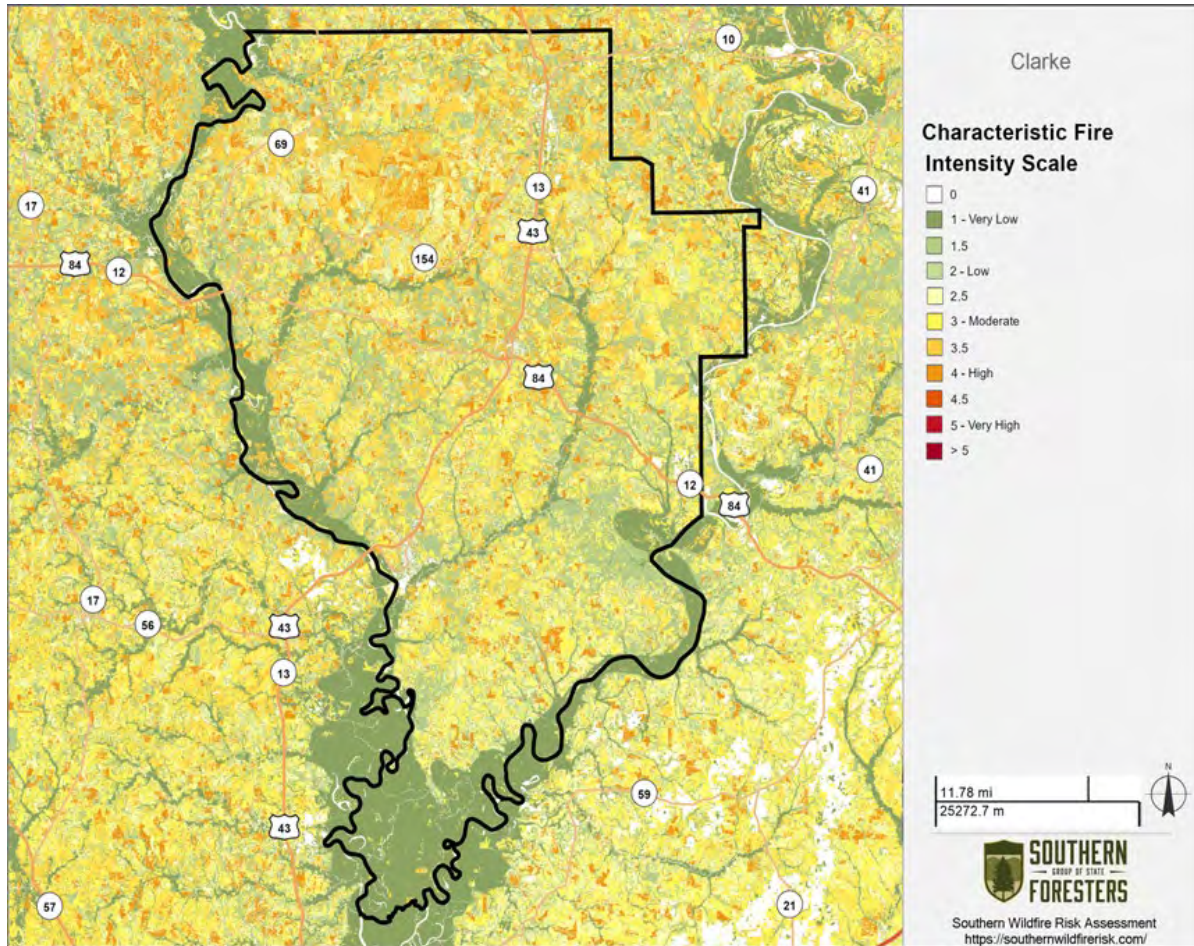 10
69
41
17
13
43
154
84
12
84
41
12
84
17
56
43
13
59
43
57
21
Clarke
Characteristic Fire
Intensity Scale
0
1 - Very Low
1.5
2 - Low
2.5
3 - Moderate
3.5
4 - High
4.5
5 - Very High
> 5
N
11.78 mi
25272.7 m
SOUTHERN
GROUP OF STATE
FORESTERS
Southern Wildfire Risk Assessment
https://southernwildfirerisk.com/